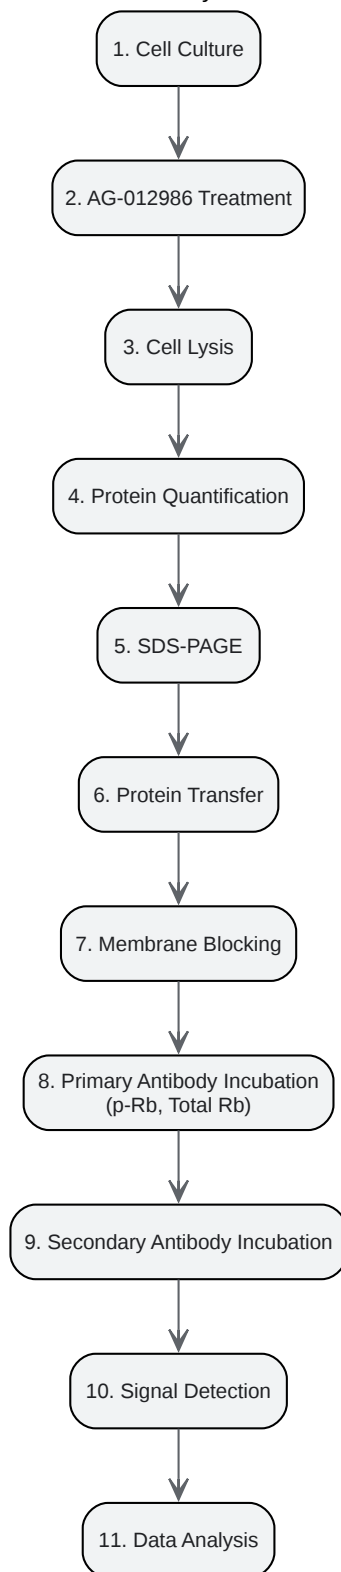 1. Cell Culture
2. AG-012986 Treatment
3. Cell Lysis
4. Protein Quantification
5. SDS-PAGE
6. Protein Transfer
7. Membrane Blocking
8. Primary Antibody Incubation
(p-Rb, Total Rb)
9. Secondary Antibody Incubation
10. Signal Detection
11. Data Analysis